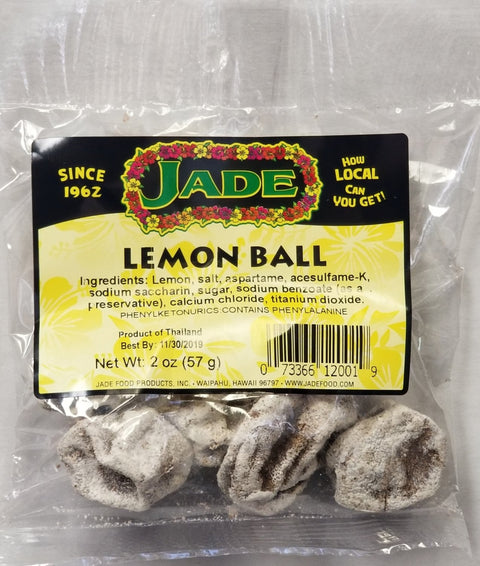 SINCE
1962
JADE
HOW
LOCAL
CAN
YOU GET!
LEMON BALL
Ingredients: Lemon, salt, aspartame, acesulfame-K,
sodium saccharin, sugar, sodium benzoate (as a
preservative), calcium chloride, titanium dioxide.
PHENYLKETONURICS:CONTAINS PHENYLALANINE
Product of Thailand
Best By: 11/30/2019
Net Wt: 2 oz (57 g)
0 73366 12001 9
JADE FOOD PRODUCTS, INC. • WAIPAHU, HAWAII 96797 • WWW.JADEFOOD.COM